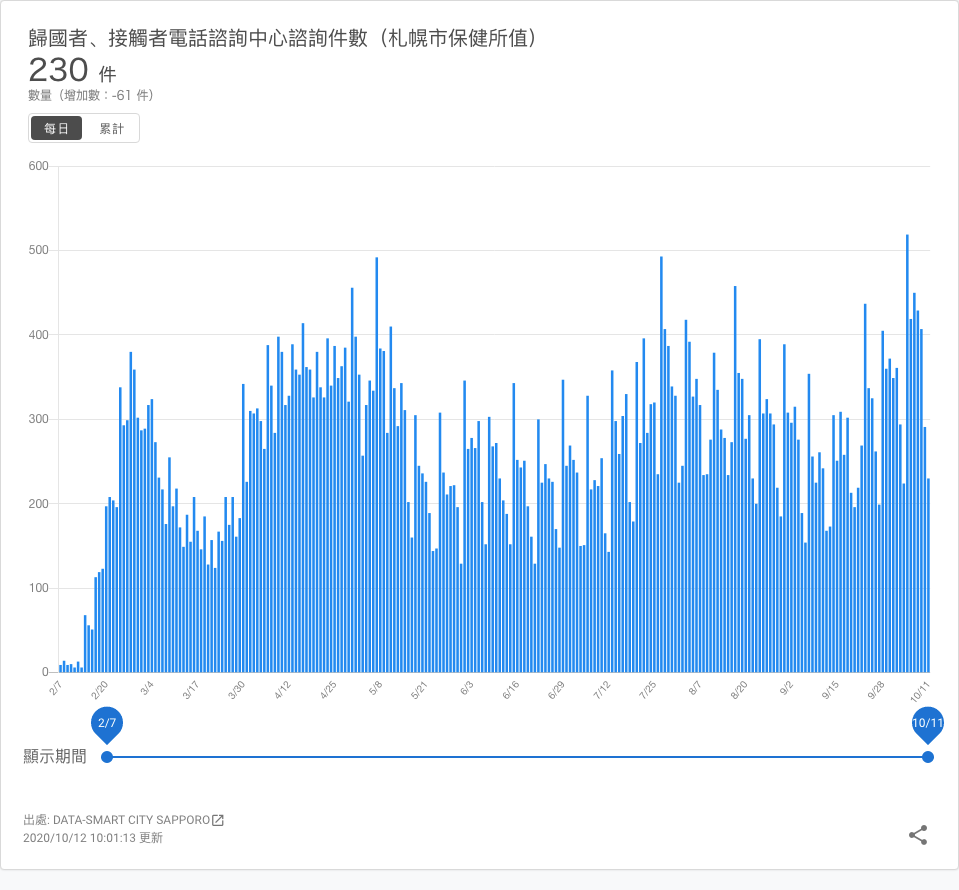 歸國者、接觸者電話諮詢中心諮詢件數（札幌市保健所值）
230 件
數量（增加數：-61 件）
每日 累計
600
500
400
300
200
100
0
2/7 2/20 3/4 3/17 3/30 4/12 4/25 5/8 5/21 6/3 6/16 6/29 7/12 7/25 8/7 8/20 9/2 9/15 9/28 10/11
2/7 10/11
顯示期間
出處: DATA-SMART CITY SAPPORO
2020/10/12 10:01:13 更新